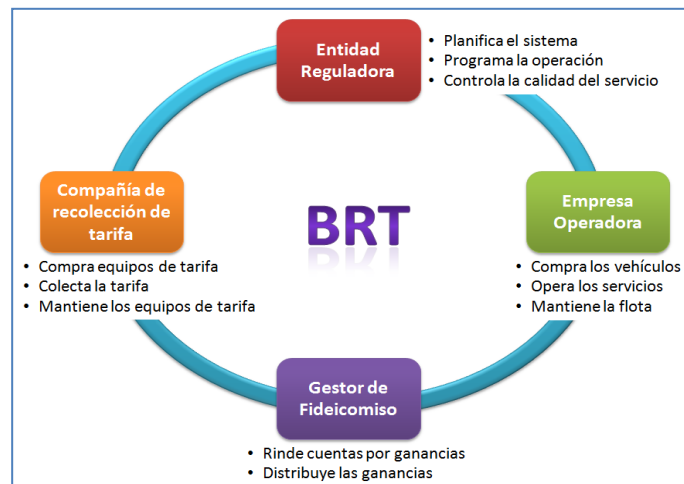 Entidad
Reguladora
• Planifica el sistema
• Programa la operación
• Controla la calidad del servicio
Compañía de
recolección de
tarifa
• Compra equipos de tarifa
• Colecta la tarifa
• Mantiene los equipos de tarifa
BRT
Empresa
Operadora
• Compra los vehículos
• Opera los servicios
• Mantiene la flota
Gestor de
Fideicomiso
• Rinde cuentas por ganancias
• Distribuye las ganancias